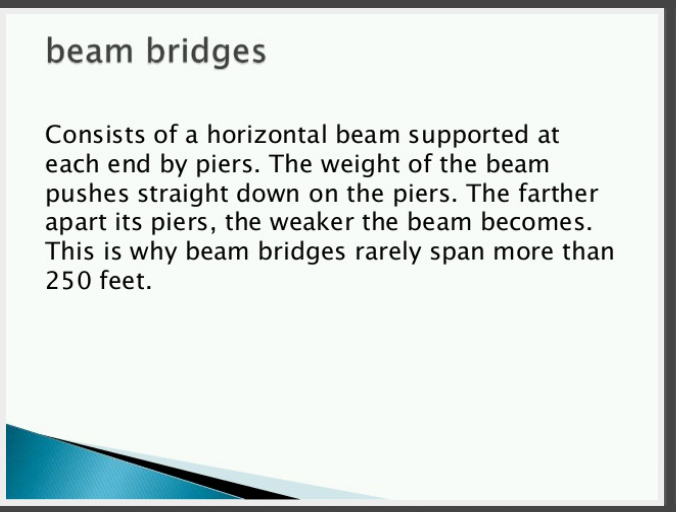 beam bridges
Consists of a horizontal beam supported at
each end by piers. The weight of the beam
pushes straight down on the piers. The farther
apart its piers, the weaker the beam becomes.
This is why beam bridges rarely span more than
250 feet.